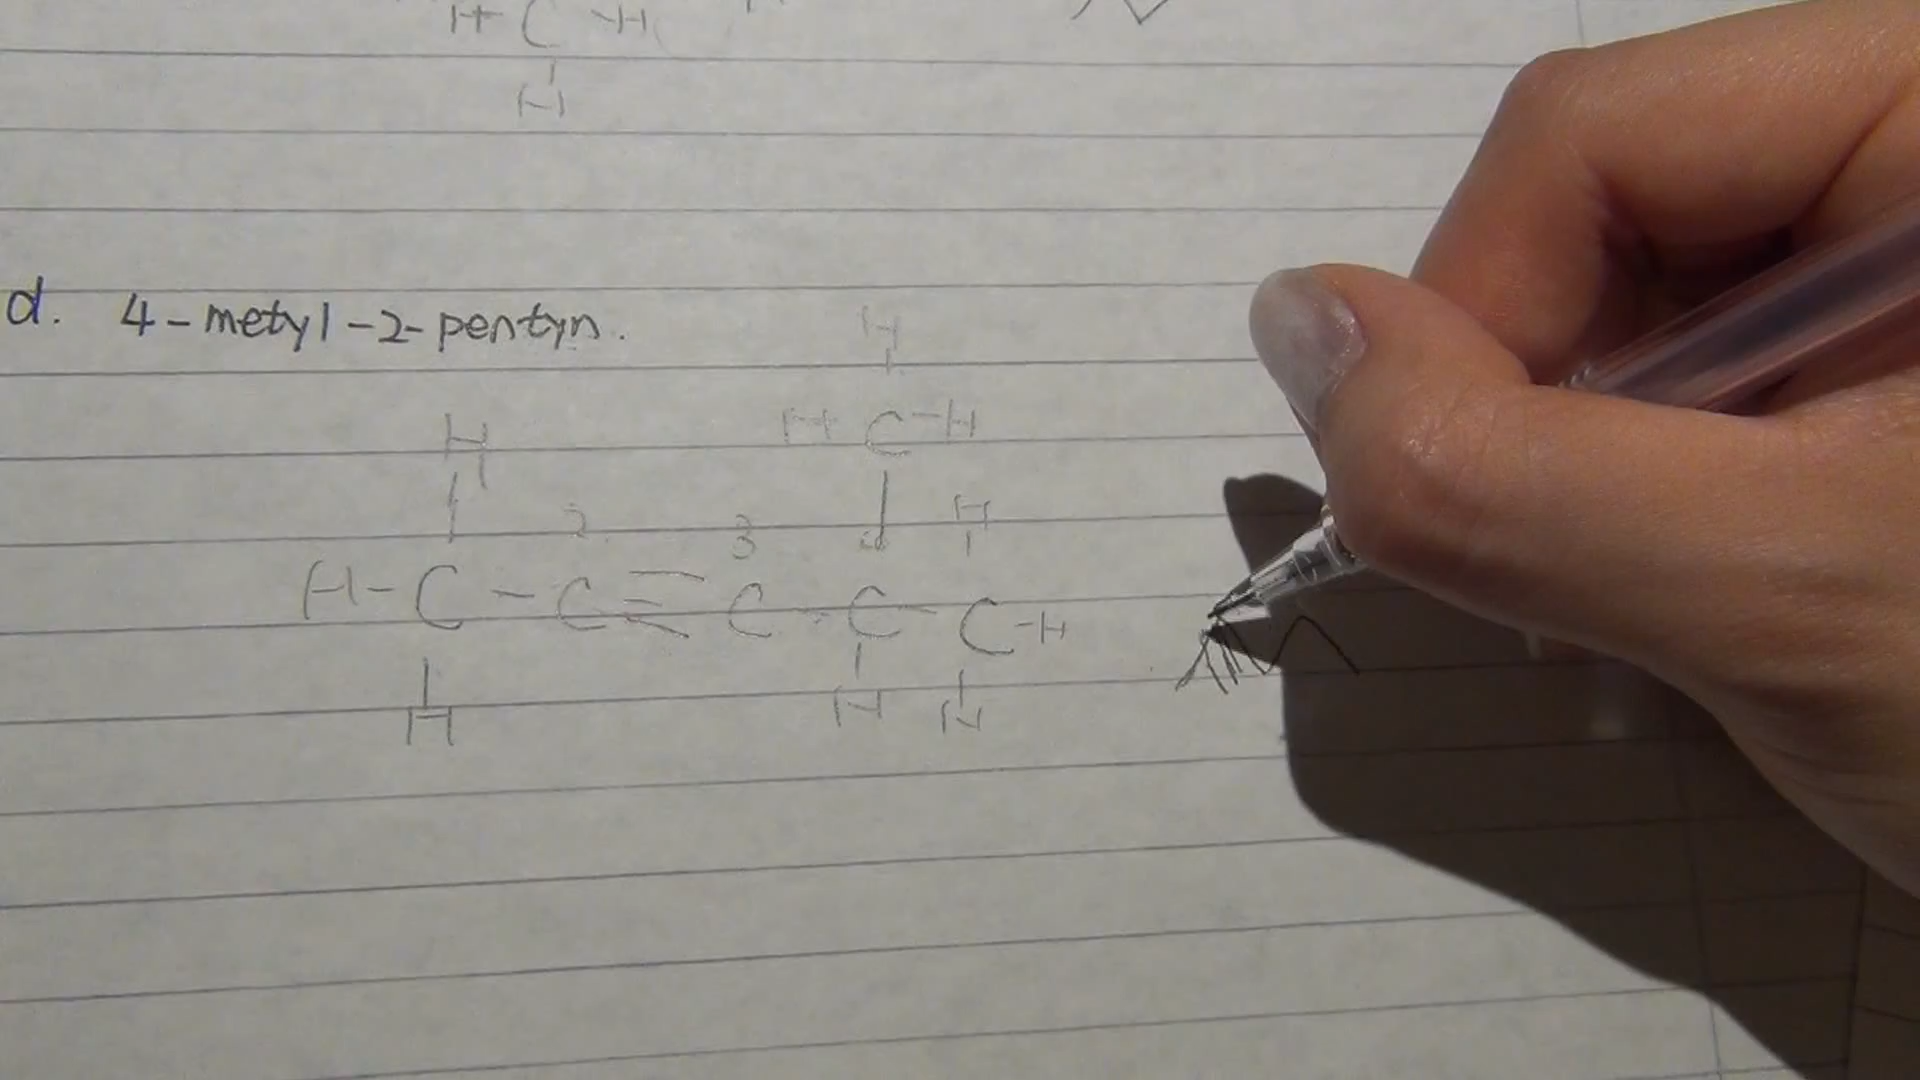 H C H
H
d. 4-metyl-2-pentyn.
H
H H C-H
2 3 4 H
H-C-C≡C-C-C-H
H H H